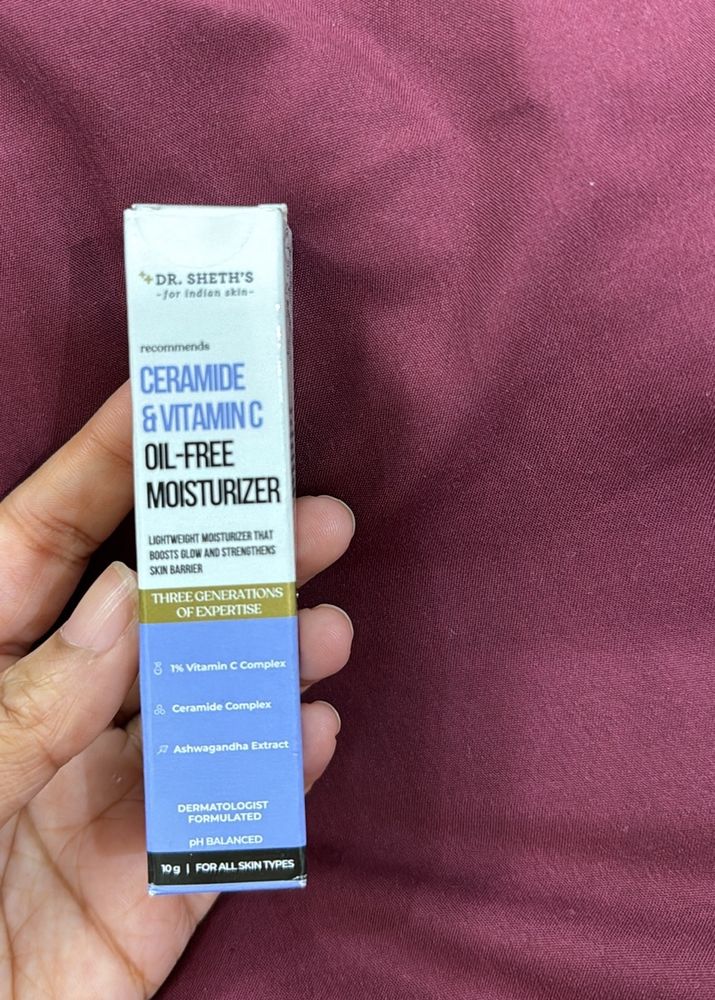 DR. SHETH'S
-for indian skin-
recommends
CERAMIDE
& VITAMIN C
OIL-FREE
MOISTURIZER
LIGHTWEIGHT MOISTURIZER THAT
BOOSTS GLOW AND STRENGTHENS
SKIN BARRIER
THREE GENERATIONS
OF EXPERTISE
1% Vitamin C Complex
Ceramide Complex
Ashwagandha Extract
DERMATOLOGIST
FORMULATED
pH BALANCED
10 g | FOR ALL SKIN TYPES